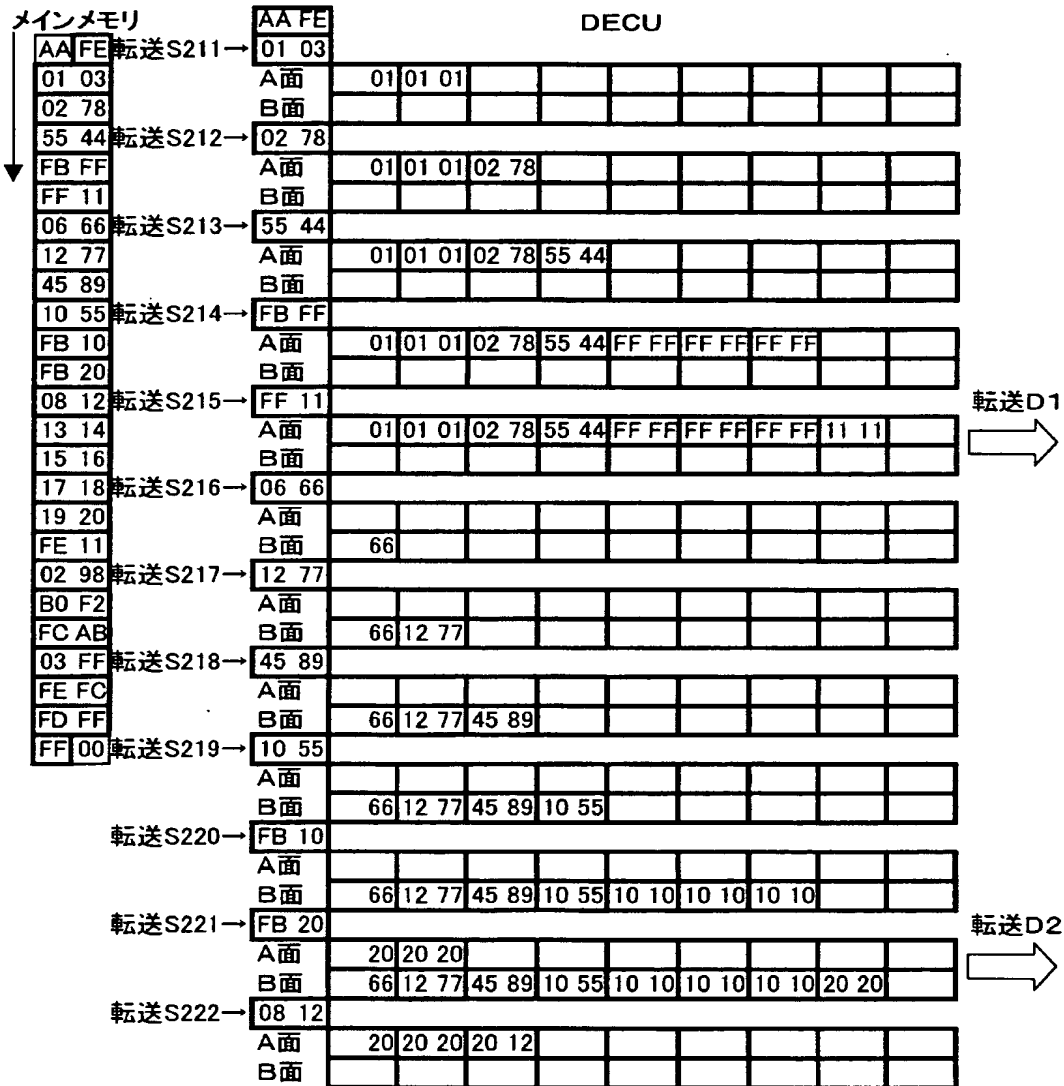 メインメモリ AA FE DECU
AA FE 転送S211→ 01 03
01 03 A面 01 01 01
02 78 B面
55 44 転送S212→ 02 78
FB FF A面 01 01 01 02 78
FF 11 B面
06 66 転送S213→ 55 44
12 77 A面 01 01 01 02 78 55 44
45 89 B面
10 55 転送S214→ FB FF
FB 10 A面 01 01 01 02 78 55 44 FF FF FF FF FF FF
FB 20 B面
08 12 転送S215→ FF 11 転送D1
13 14 A面 01 01 01 02 78 55 44 FF FF FF FF FF FF 11 11
15 16 B面
17 18 転送S216→ 06 66
19 20 A面
FE 11 B面 66
02 98 転送S217→ 12 77
B0 F2 A面
FC AB B面 66 12 77
03 FF 転送S218→ 45 89
FE FC A面
FD FF B面 66 12 77 45 89
FF 00 転送S219→ 10 55
A面
B面 66 12 77 45 89 10 55
転送S220→ FB 10
A面
B面 66 12 77 45 89 10 55 10 10 10 10 10 10
転送S221→ FB 20 転送D2
A面 20 20 20
B面 66 12 77 45 89 10 55 10 10 10 10 10 10 20 20
転送S222→ 08 12
A面 20 20 20 20 12
B面